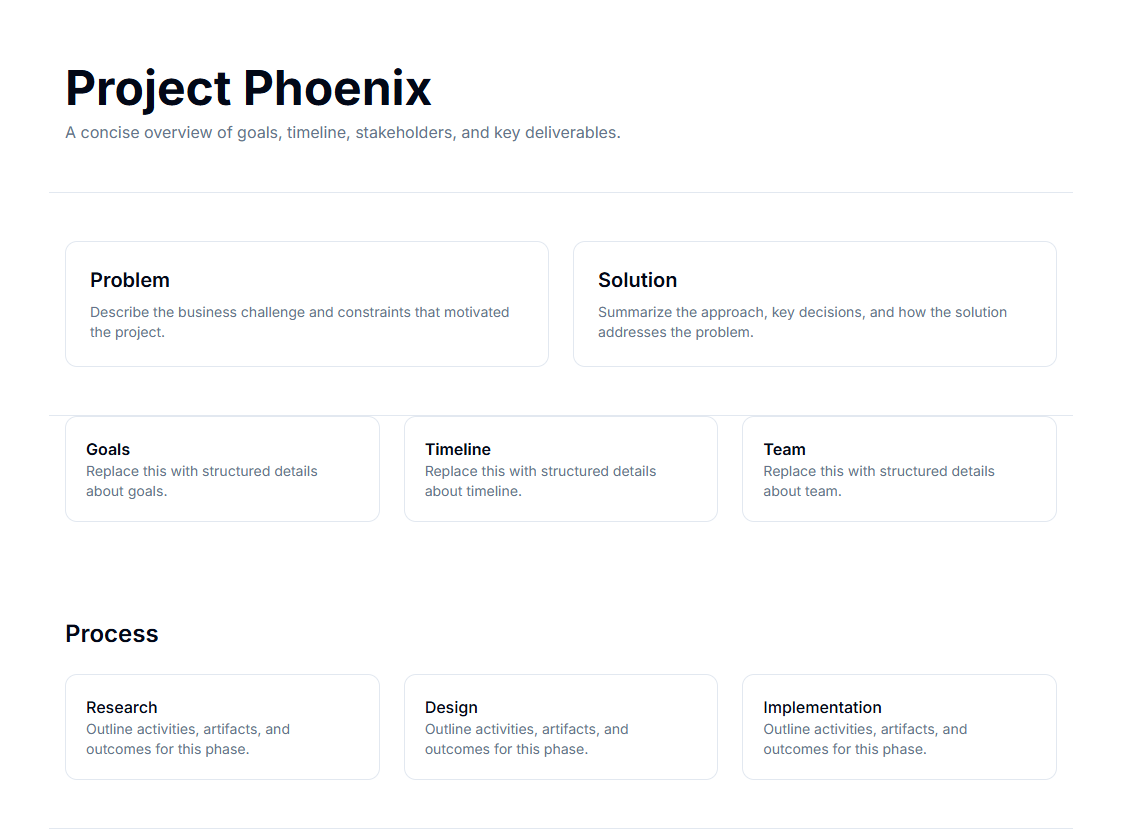 Project Phoenix
A concise overview of goals, timeline, stakeholders, and key deliverables.
Problem
Describe the business challenge and constraints that motivated
the project.
Solution
Summarize the approach, key decisions, and how the solution
addresses the problem.
Goals
Replace this with structured details
about goals.
Timeline
Replace this with structured details
about timeline.
Team
Replace this with structured details
about team.
Process
Research
Outline activities, artifacts, and
outcomes for this phase.
Design
Outline activities, artifacts, and
outcomes for this phase.
Implementation
Outline activities, artifacts, and
outcomes for this phase.